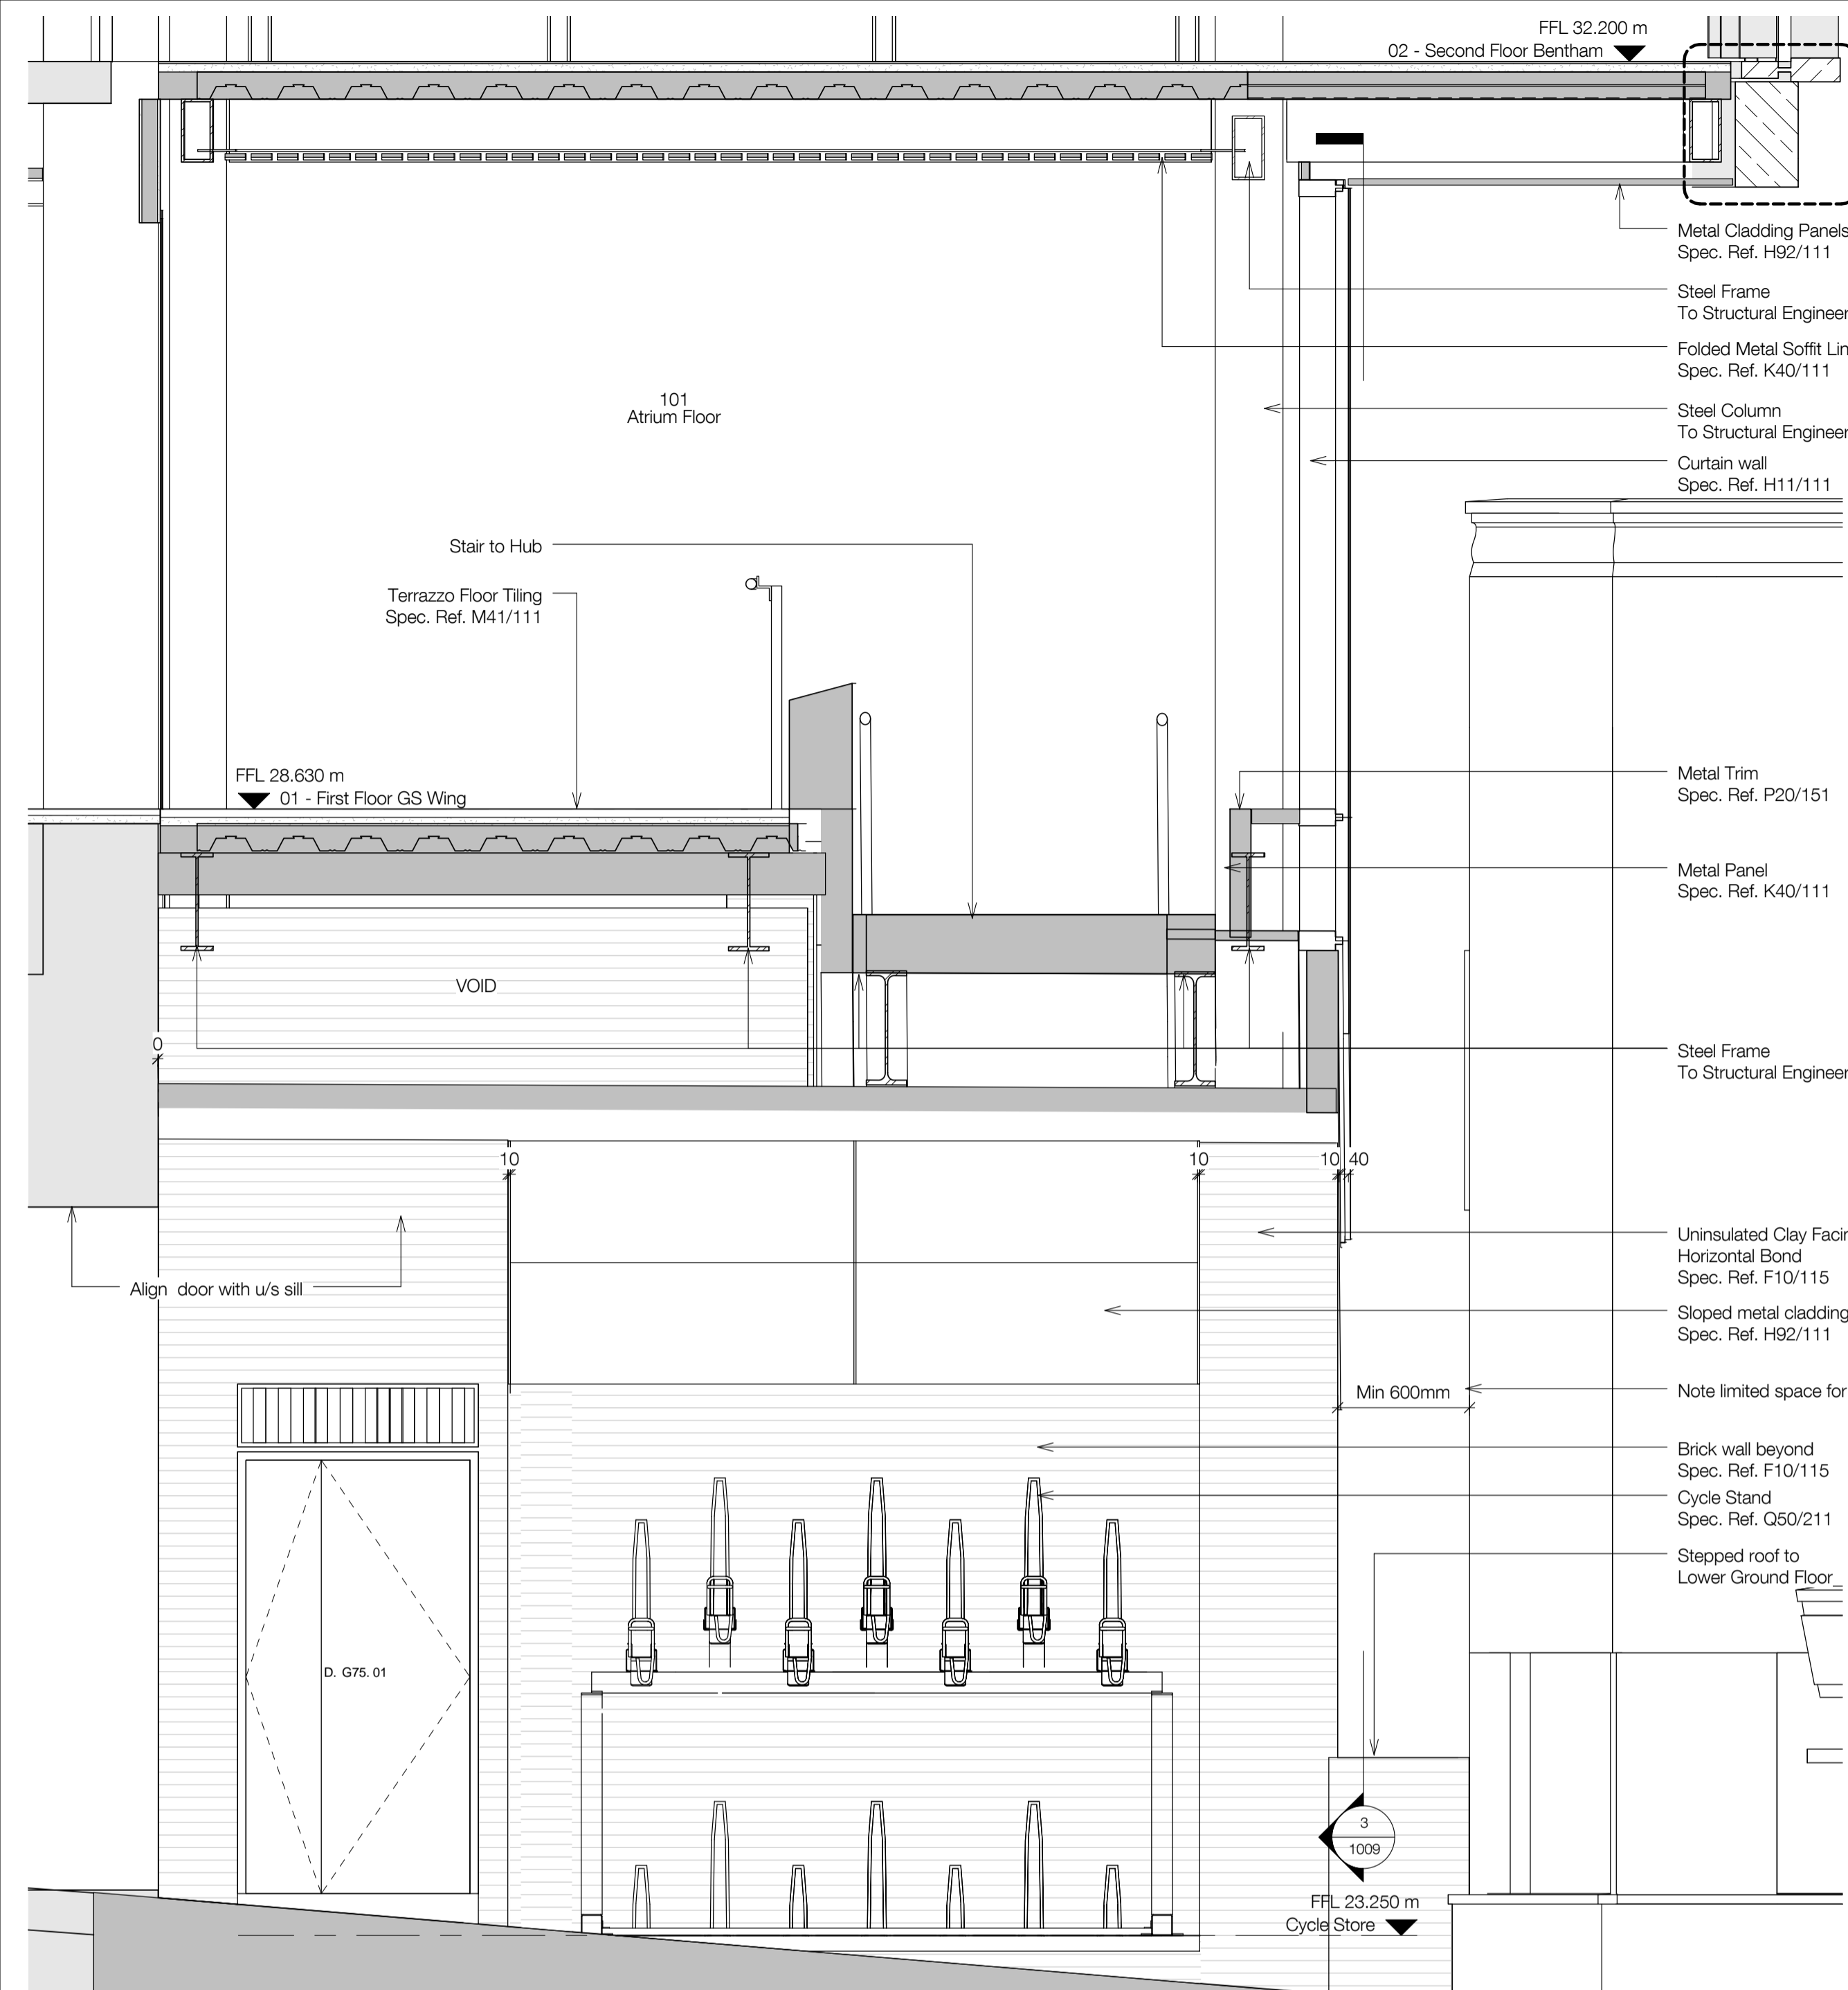 FFL 32.200 m
02 - Second Floor Bentham
Metal Cladding Panels
Spec. Ref. H92/111
Steel Frame
To Structural Engineer
Folded Metal Soffit Lin
Spec. Ref. K40/111
101
Atrium Floor
Steel Column
To Structural Engineer
Curtain wall
Spec. Ref. H11/111
Stair to Hub
Terrazzo Floor Tiling
Spec. Ref. M41/111
FFL 28.630 m
01 - First Floor GS Wing
Metal Trim
Spec. Ref. P20/151
Metal Panel
Spec. Ref. K40/111
VOID
0
Steel Frame
To Structural Engineer
10
10
10
40
Uninsulated Clay Facin
Horizontal Bond
Spec. Ref. F10/115
Align door with u/s sill
Sloped metal cladding
Spec. Ref. H92/111
Min 600mm
Note limited space for
Brick wall beyond
Spec. Ref. F10/115
Cycle Stand
Spec. Ref. Q50/211
Stepped roof to
Lower Ground Floor
D. G75. 01
3
1009
FFL 23.250 m
Cycle Store